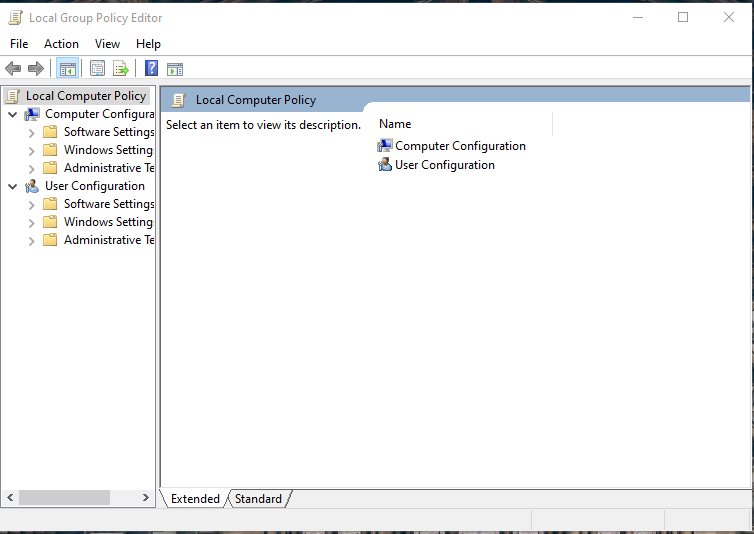 Local Group Policy Editor
File Action View Help
Local Computer Policy
Computer Configura
Software Settings
Windows Setting
Administrative Te
User Configuration
Software Settings
Windows Setting
Administrative Te
Local Computer Policy
Select an item to view its description.
Name
Computer Configuration
User Configuration
Extended Standard